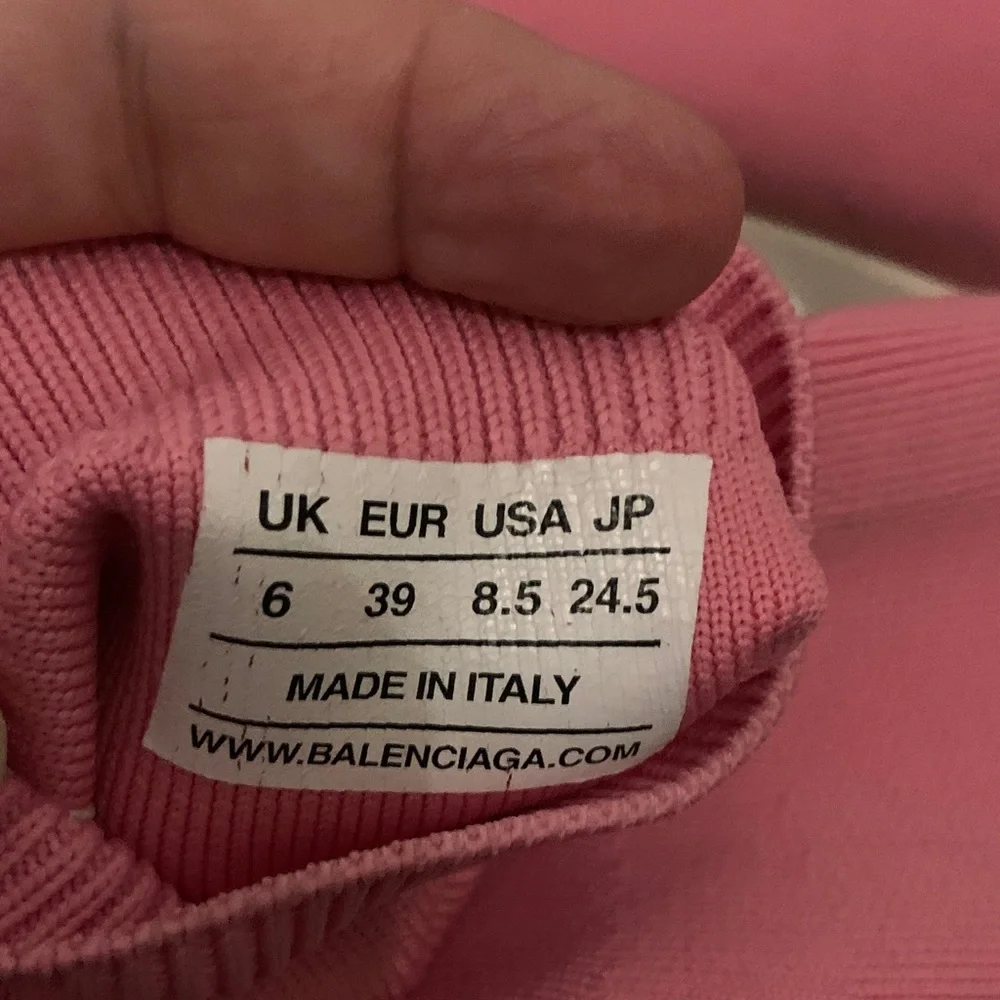 UK EUR USA JP
6 39 8.5 24.5
MADE IN ITALY
WWW.BALENCIAGA.COM